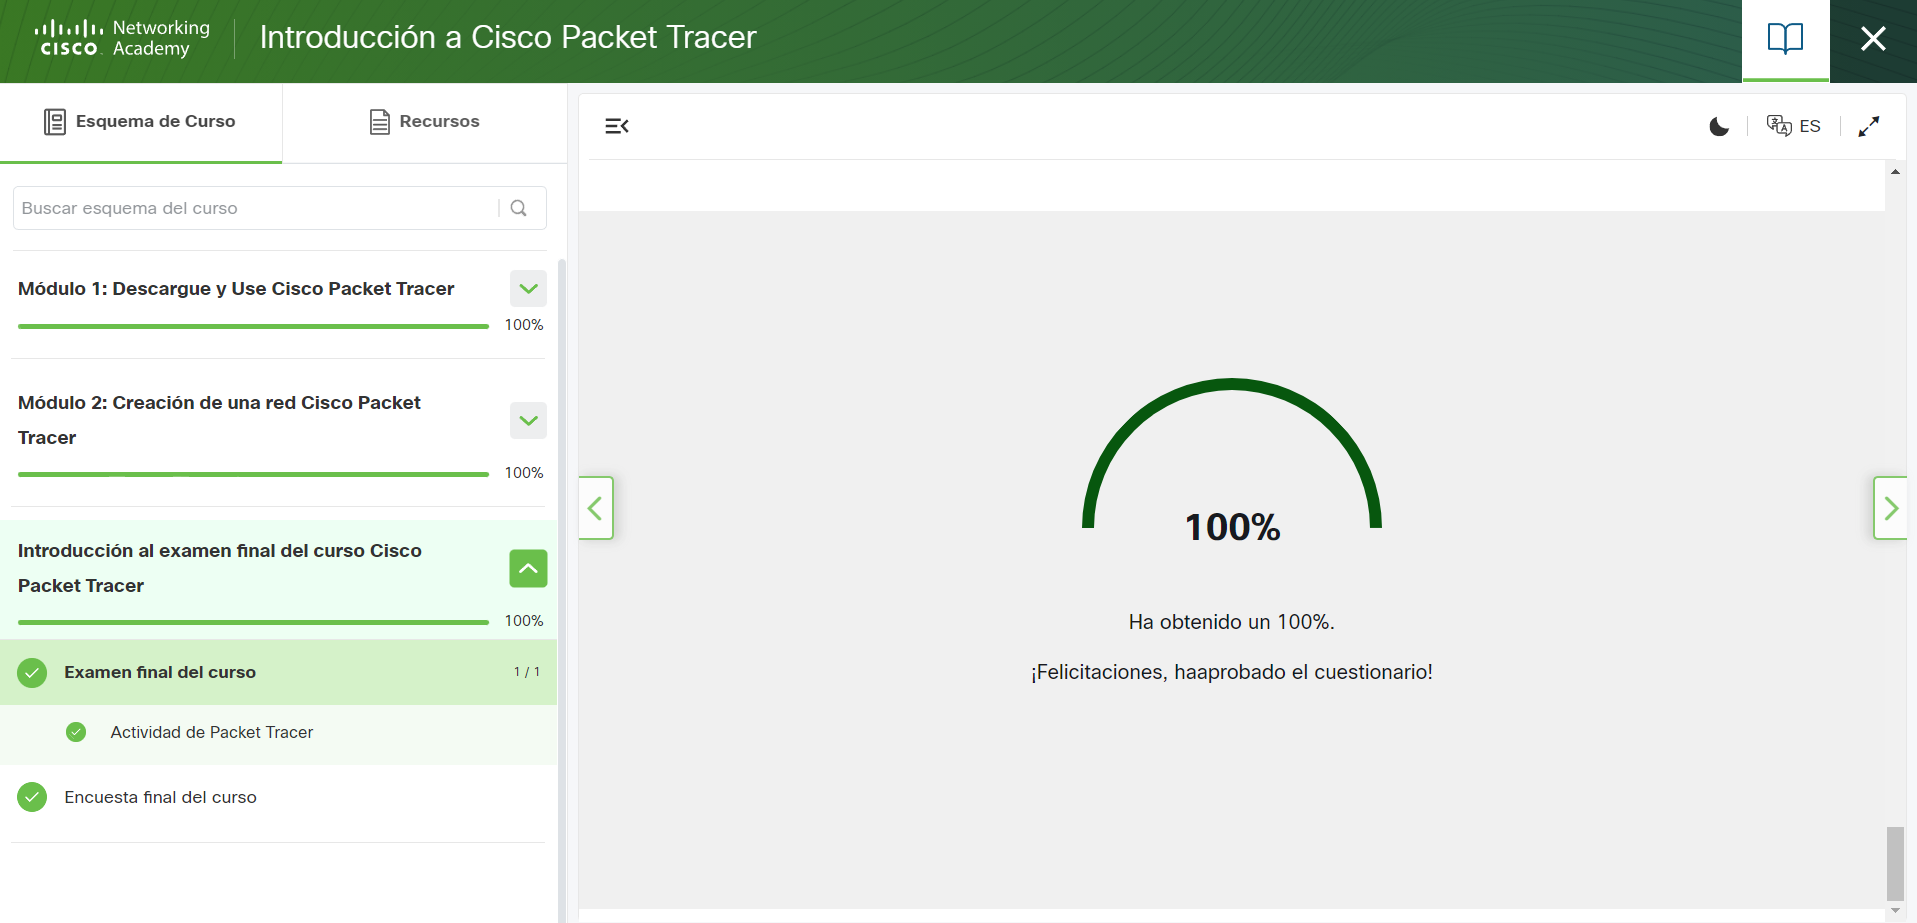 Networking
Academy
CISCO
Introducción a Cisco Packet Tracer
Esquema de Curso
Recursos
Buscar esquema del curso
Módulo 1: Descargue y Use Cisco Packet Tracer
100%
Módulo 2: Creación de una red Cisco Packet
Tracer
100%
Introducción al examen final del curso Cisco
Packet Tracer
100%
Examen final del curso
1 / 1
Actividad de Packet Tracer
Encuesta final del curso
ES
100%
Ha obtenido un 100%.
¡Felicitaciones, haaprobado el cuestionario!